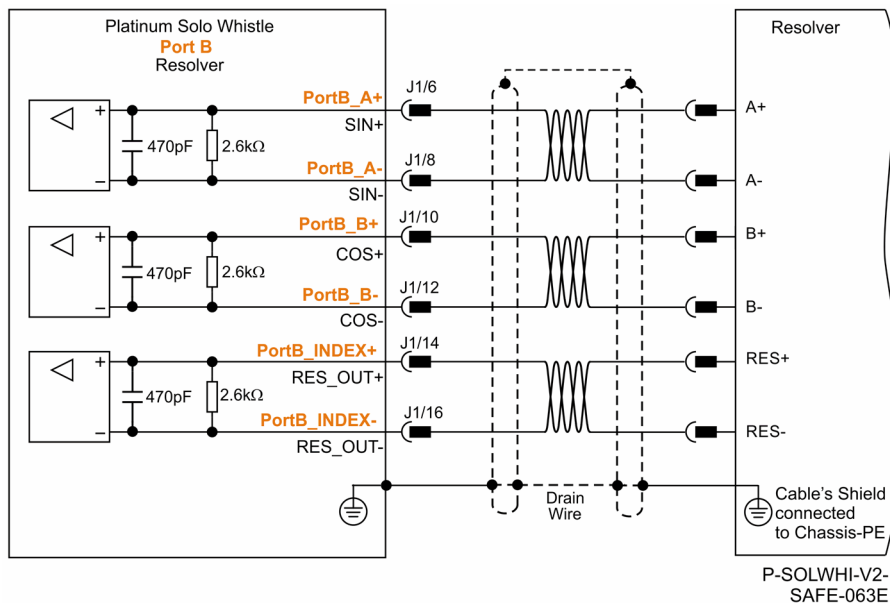 Platinum Solo Whistle
Port B
Resolver
Resolver
PortB_A+
J1/6
SIN+
A+
+
470pF
2.6kΩ
PortB_A-
J1/8
SIN-
A-
−
PortB_B+
J1/10
COS+
B+
+
470pF
2.6kΩ
PortB_B-
J1/12
COS-
B-
−
PortB_INDEX+
J1/14
RES_OUT+
RES+
+
470pF
2.6kΩ
PortB_INDEX-
J1/16
RES_OUT-
RES-
−
Drain
Wire
Cable's Shield
connected
to Chassis-PE
P-SOLWHI-V2-
SAFE-063E